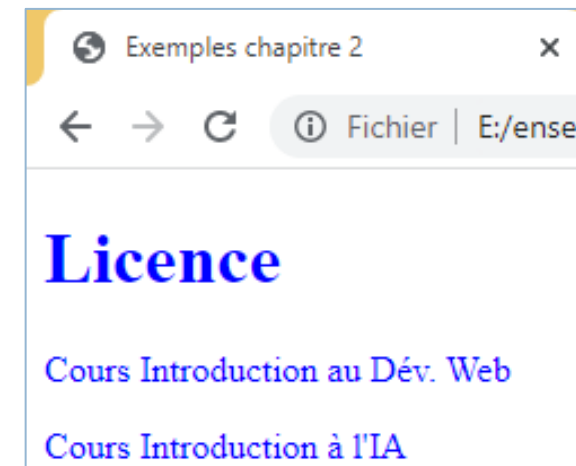 Exemples chapitre 2
Fichier | E:/ense
Licence
Cours Introduction au Dév. Web
Cours Introduction à l'IA